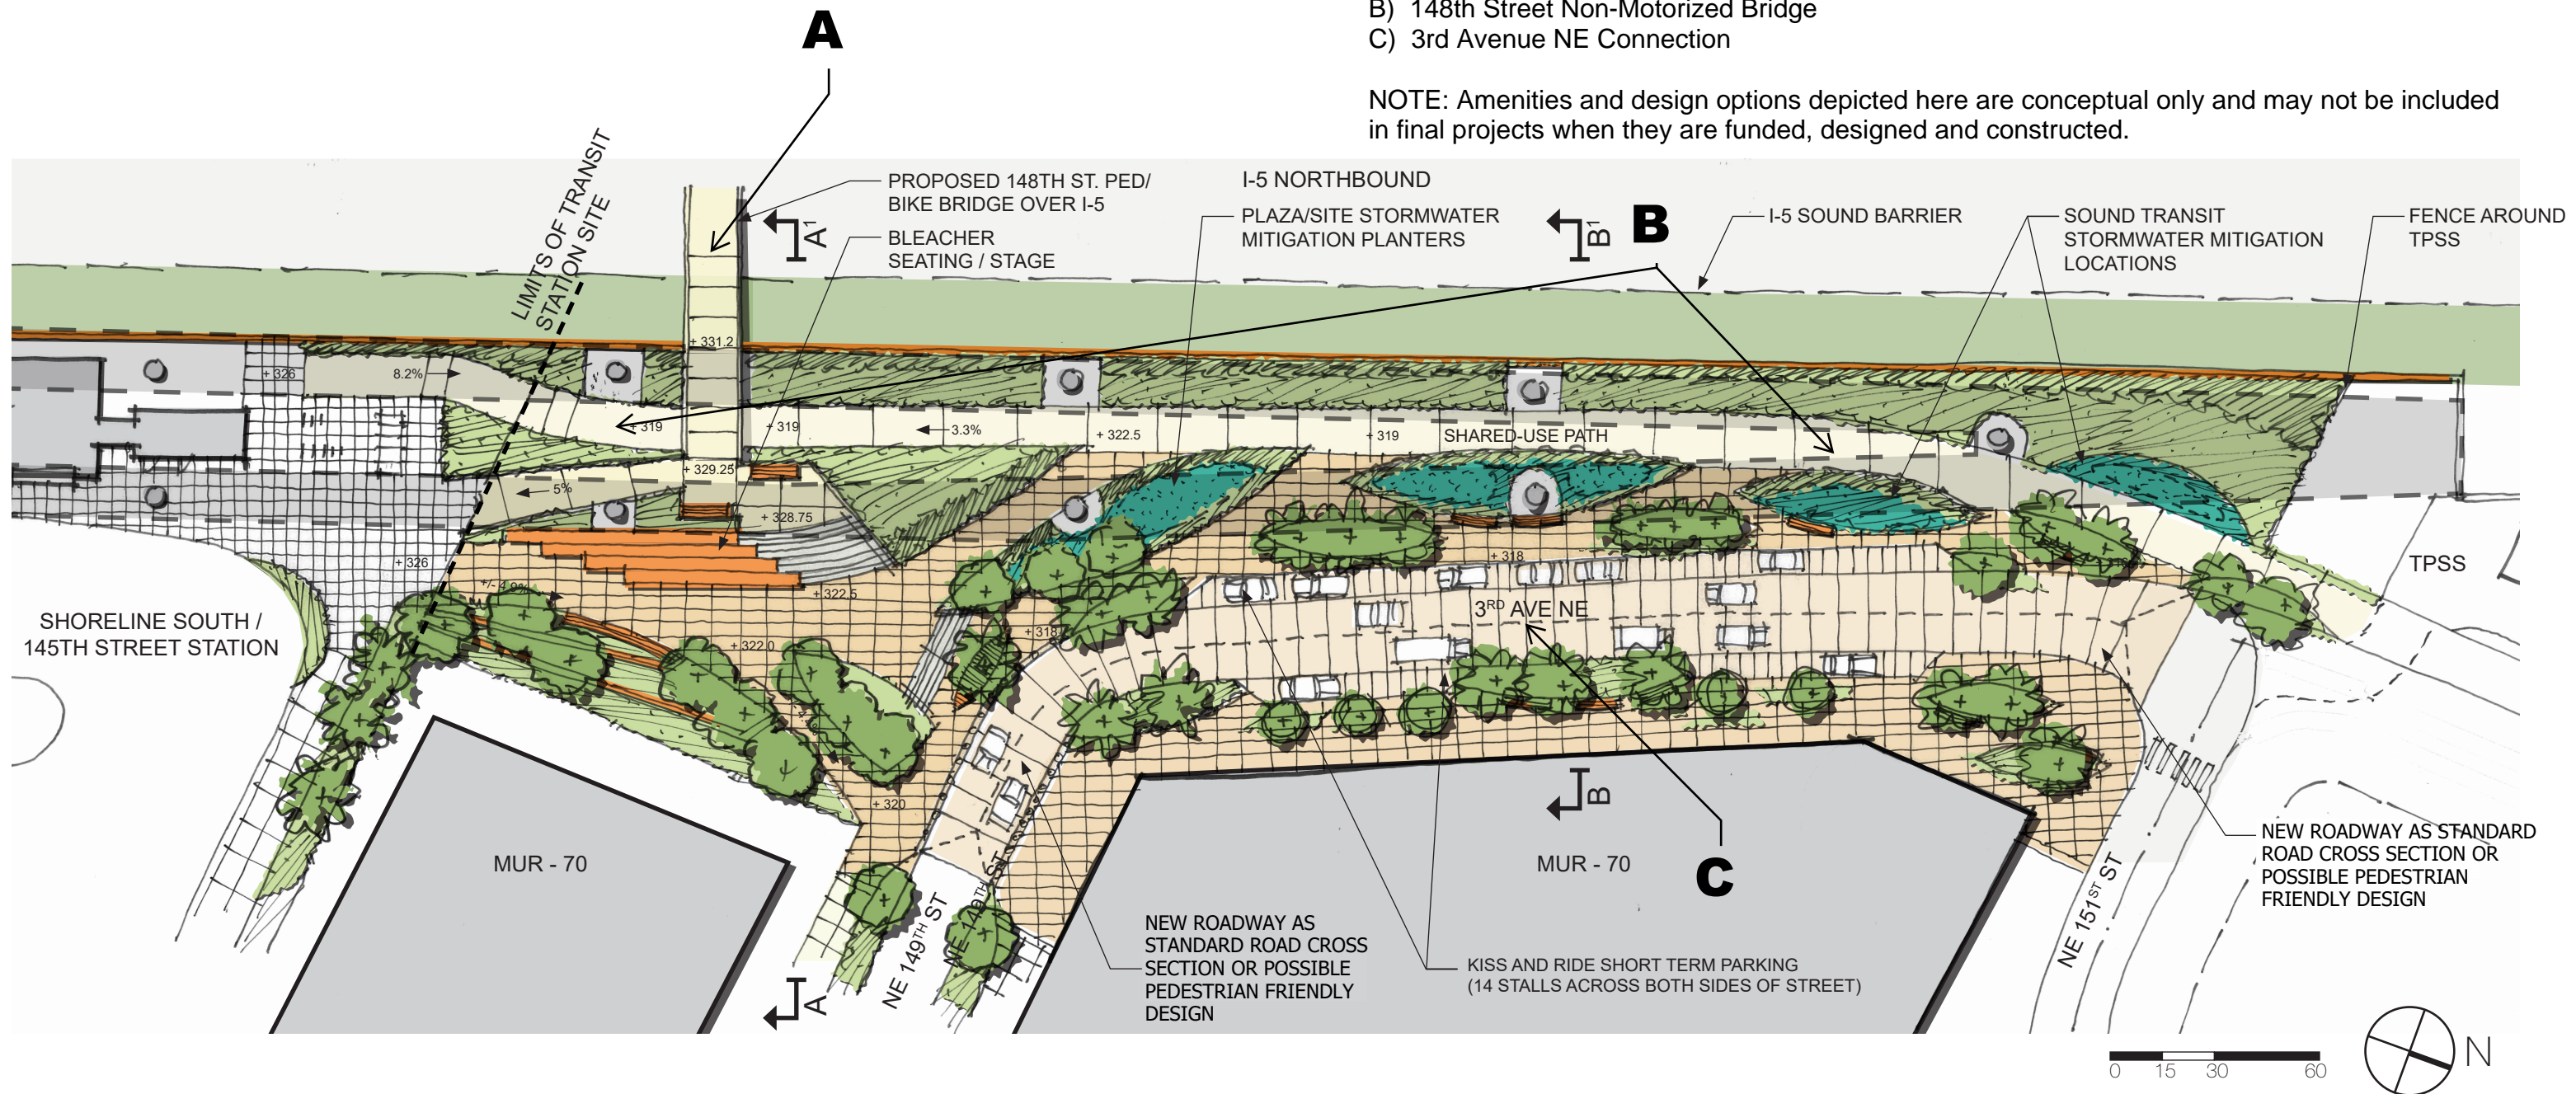 B) 148th Street Non-Motorized Bridge
C) 3rd Avenue NE Connection
NOTE: Amenities and design options depicted here are conceptual only and may not be included
in final projects when they are funded, designed and constructed.
A
LIMITS OF TRANSIT
STATION SITE
PROPOSED 148TH ST. PED/
BIKE BRIDGE OVER I-5
BLEACHER
SEATING / STAGE
A1
I-5 NORTHBOUND
PLAZA/SITE STORMWATER
MITIGATION PLANTERS
B1
B
I-5 SOUND BARRIER
SOUND TRANSIT
STORMWATER MITIGATION
LOCATIONS
FENCE AROUND
TPSS
+ 331.2
+ 326
8.2%
+ 319
+ 319
3.3%
+ 322.5
+ 319
SHARED-USE PATH
+ 329.25
5%
+ 328.75
+ 326
+/- 4.9%
+ 322.5
+ 318
+ 318
+ 322.0
3RD AVE NE
TPSS
SHORELINE SOUTH /
145TH STREET STATION
+ 320
MUR - 70
B
MUR - 70
C
NE 149TH ST
NE 149TH ST
A
NE 151ST ST
NEW ROADWAY AS STANDARD
ROAD CROSS SECTION OR
POSSIBLE PEDESTRIAN
FRIENDLY DESIGN
NEW ROADWAY AS
STANDARD ROAD CROSS
SECTION OR POSSIBLE
PEDESTRIAN FRIENDLY
DESIGN
KISS AND RIDE SHORT TERM PARKING
(14 STALLS ACROSS BOTH SIDES OF STREET)
0 15 30 60
N